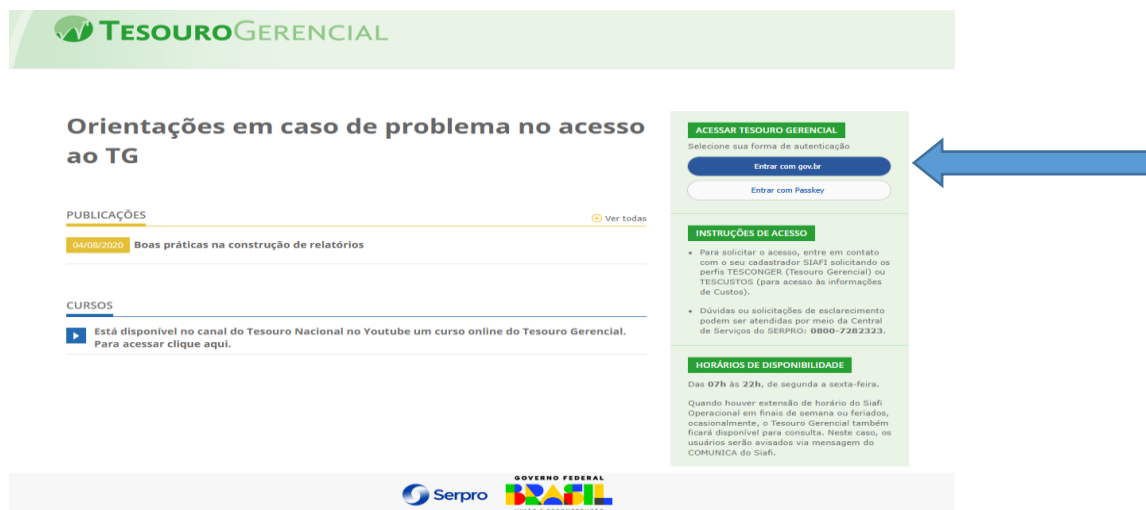 TESOUROGERENCIAL
Orientações em caso de problema no acesso
ao TG
PUBLICAÇÕES
Ver todas
04/08/2020 Boas práticas na construção de relatórios
CURSOS
Está disponível no canal do Tesouro Nacional no Youtube um curso online do Tesouro Gerencial.
Para acessar clique aqui.
ACESSAR TESOURO GERENCIAL
Selecione sua forma de autenticação
Entrar com gov.br
Entrar com Passkey
INSTRUÇÕES DE ACESSO
• Para solicitar o acesso, entre em contato
com o seu cadastrador SIAFI solicitando os
perfis TESCONGER (Tesouro Gerencial) ou
TESCUSTOS (para acesso às informações
de Custos).
• Dúvidas ou solicitações de esclarecimento
podem ser atendidas por meio da Central
de Serviços do SERPRO: 0800-7282323.
HORÁRIOS DE DISPONIBILIDADE
Das 07h às 22h, de segunda a sexta-feira.
Quando houver extensão de horário do Siafi
Operacional em finais de semana ou feriados,
ocasionalmente, o Tesouro Gerencial também
ficará disponível para consulta. Neste caso, os
usuários serão avisados via mensagem do
COMUNICA do Siafi.
Serpro
GOVERNO FEDERAL
BRASIL